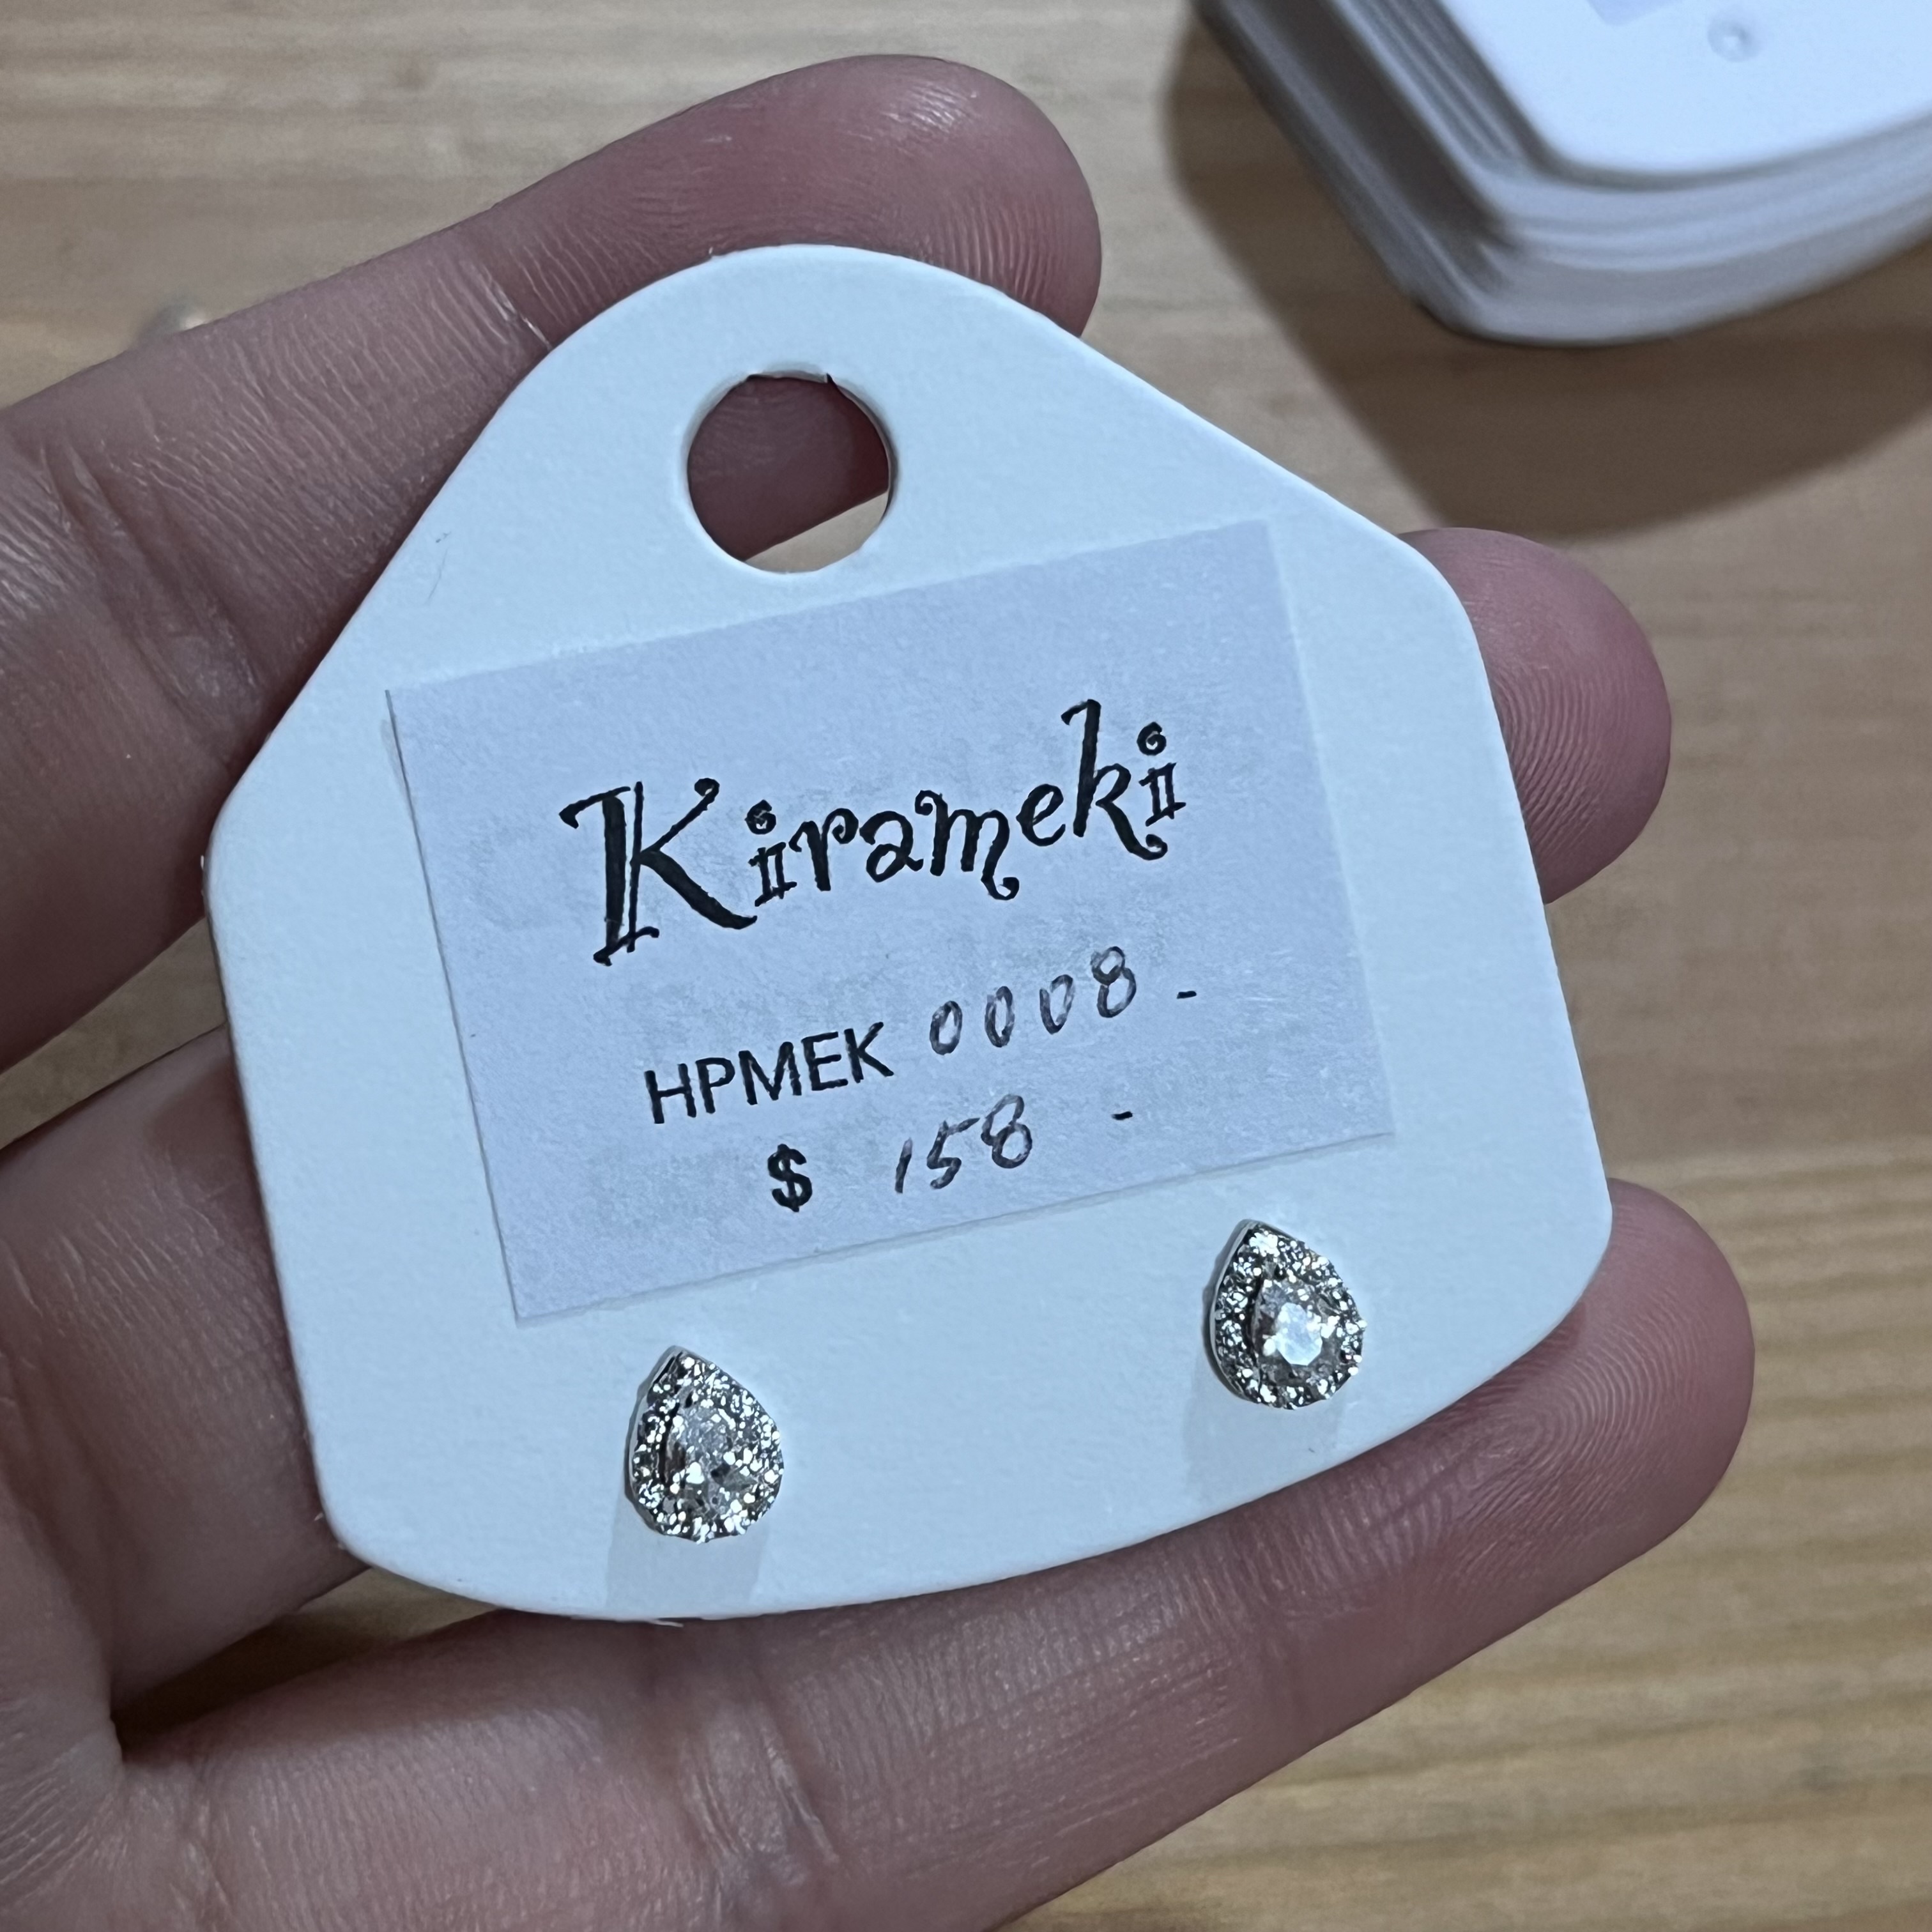 Kirameki
HPMEK 0008 -
$ 158 -